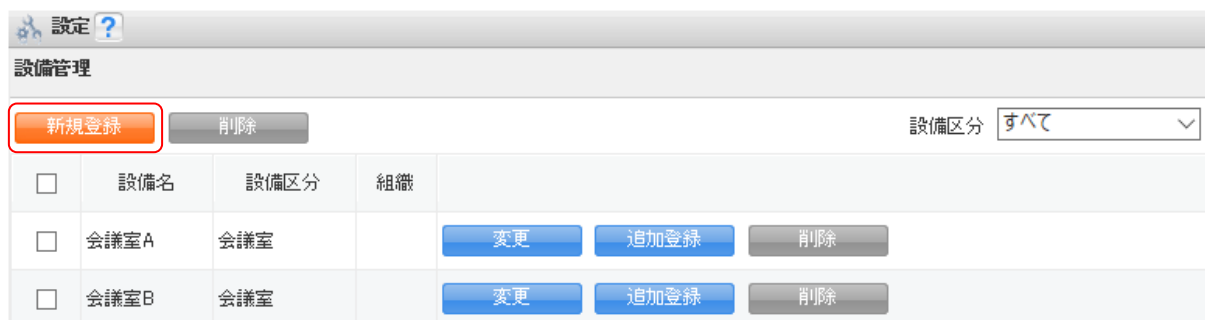 設定 ?
設備管理
新規登録 削除 設備区分 すべて
設備名 設備区分 組織
会議室A 会議室 変更 追加登録 削除
会議室B 会議室 変更 追加登録 削除